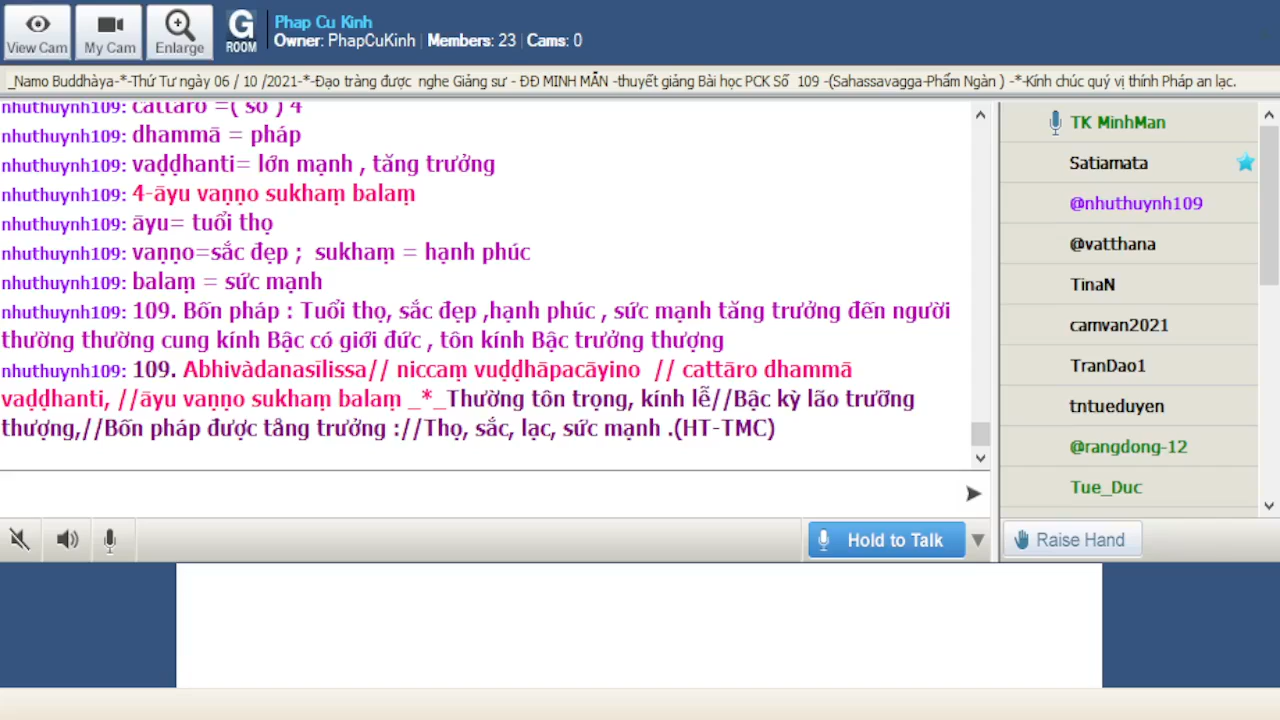 View Cam
My Cam
Enlarge
G
ROOM
Phap Cu Kinh
Owner: PhapCuKinh | Members: 23 | Cams: 0
_Namo Buddhàya-*-Thứ Tư ngày 06 / 10 /2021-*-Đạo tràng được nghe Giảng sư - ĐĐ MINH MẪN -thuyết giảng Bài học PCK Số 109 -(Sahassavagga-Phẩm Ngàn ) -*-Kính chúc quý vị thính Pháp an lạc.
nhuthuynh109: cattāro =( số ) 4
nhuthuynh109: dhammā = pháp
nhuthuynh109: vaḍḍhanti= lớn mạnh , tăng trưởng
nhuthuynh109: 4-āyu vaṇṇo sukhaṃ balaṃ
nhuthuynh109: āyu= tuổi thọ
nhuthuynh109: vaṇṇo=sắc đẹp ; sukhaṃ = hạnh phúc
nhuthuynh109: balaṃ = sức mạnh
nhuthuynh109: 109. Bốn pháp : Tuổi thọ, sắc đẹp ,hạnh phúc , sức mạnh tăng trưởng đến người
thường thường cung kính Bậc có giới đức , tôn kính Bậc trưởng thượng
nhuthuynh109: 109. Abhivàdanasīlissa// niccaṃ vuḍḍhāpacāyino // cattāro dhammā
vaḍḍhanti, //āyu vaṇṇo sukhaṃ balaṃ _*_Thường tôn trọng, kính lễ//Bậc kỳ lão trưỡng
thượng,//Bốn pháp được tăng trưởng ://Thọ, sắc, lạc, sức mạnh .(HT-TMC)
TK MinhMan
Satiamata
@nhuthuynh109
@vatthana
TinaN
camvan2021
TranDao1
tntueduyen
@rangdong-12
Tue_Duc
Hold to Talk
Raise Hand